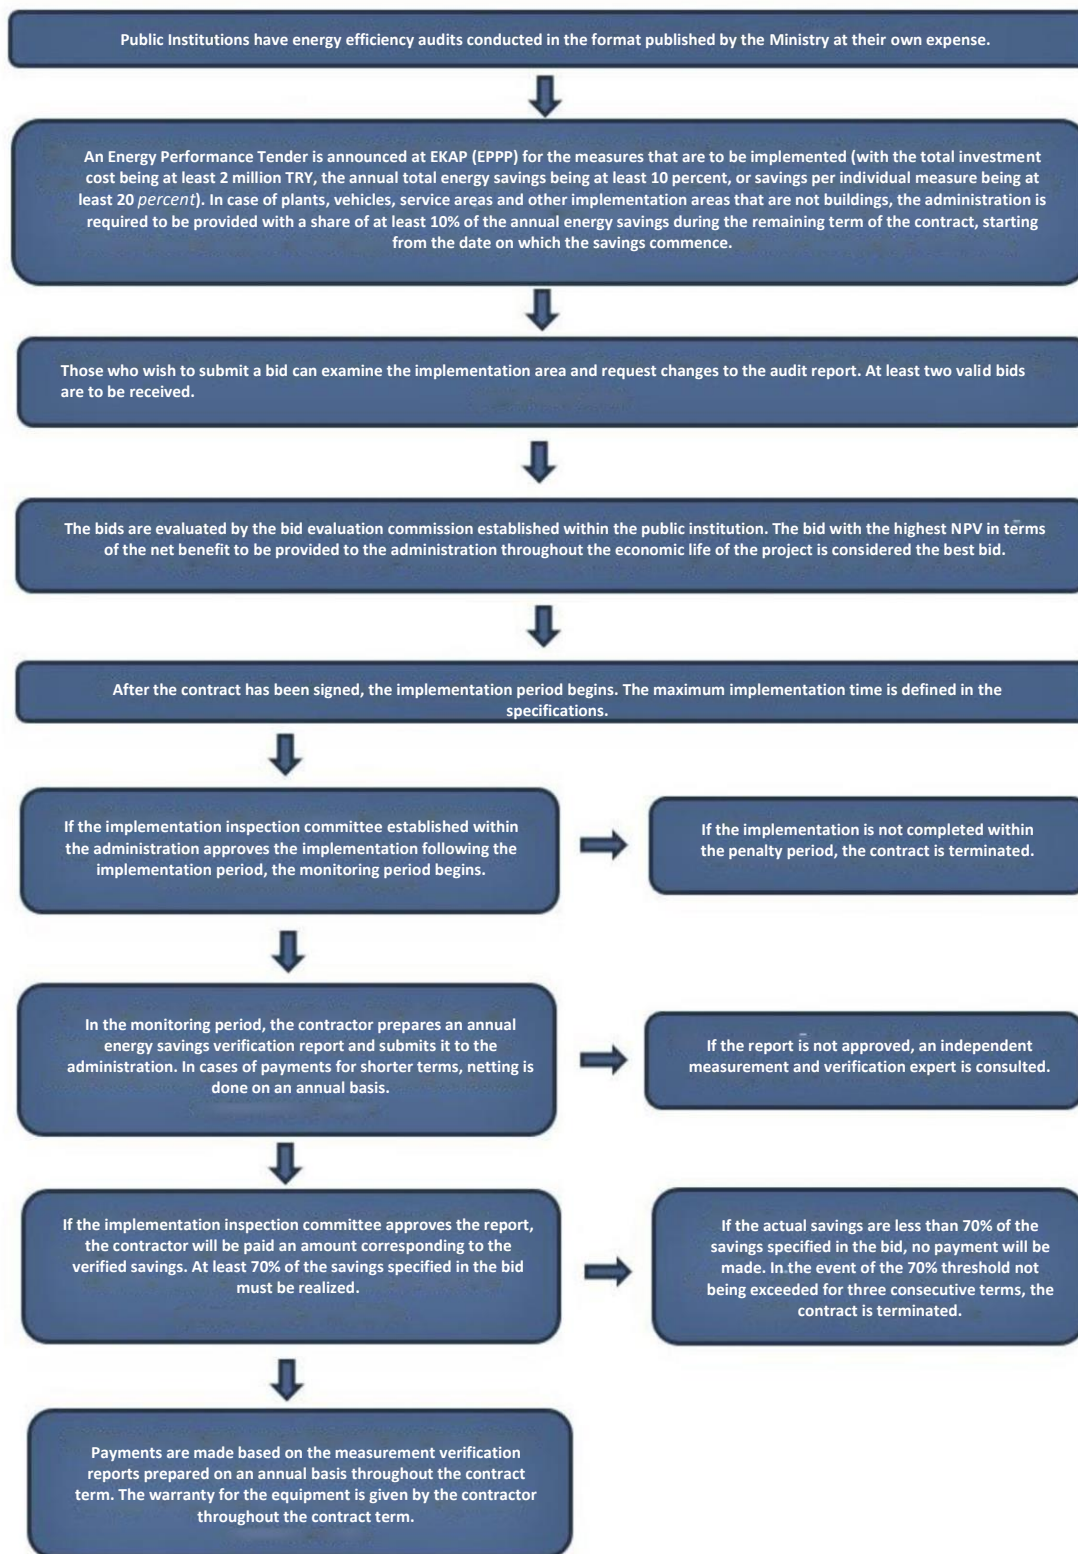 Public Institutions have energy efficiency audits conducted in the format published by the Ministry at their own expense.
An Energy Performance Tender is announced at EKAP (EPPP) for the measures that are to be implemented (with the total investment
cost being at least 2 million TRY, the annual total energy savings being at least 10 percent, or savings per individual measure being at
least 20 percent). In case of plants, vehicles, service areas and other implementation areas that are not buildings, the administration is
required to be provided with a share of at least 10% of the annual energy savings during the remaining term of the contract, starting
from the date on which the savings commence.
Those who wish to submit a bid can examine the implementation area and request changes to the audit report. At least two valid bids
are to be received.
The bids are evaluated by the bid evaluation commission established within the public institution. The bid with the highest NPV in terms
of the net benefit to be provided to the administration throughout the economic life of the project is considered the best bid.
After the contract has been signed, the implementation period begins. The maximum implementation time is defined in the
specifications.
If the implementation inspection committee established within
the administration approves the implementation following the
implementation period, the monitoring period begins.
If the implementation is not completed within
the penalty period, the contract is terminated.
In the monitoring period, the contractor prepares an annual
energy savings verification report and submits it to the
administration. In cases of payments for shorter terms, netting is
done on an annual basis.
If the report is not approved, an independent
measurement and verification expert is consulted.
If the implementation inspection committee approves the report,
the contractor will be paid an amount corresponding to the
verified savings. At least 70% of the savings specified in the bid
must be realized.
If the actual savings are less than 70% of the
savings specified in the bid, no payment will be
made. In the event of the 70% threshold not
being exceeded for three consecutive terms, the
contract is terminated.
Payments are made based on the measurement verification
reports prepared on an annual basis throughout the contract
term. The warranty for the equipment is given by the contractor
throughout the contract term.